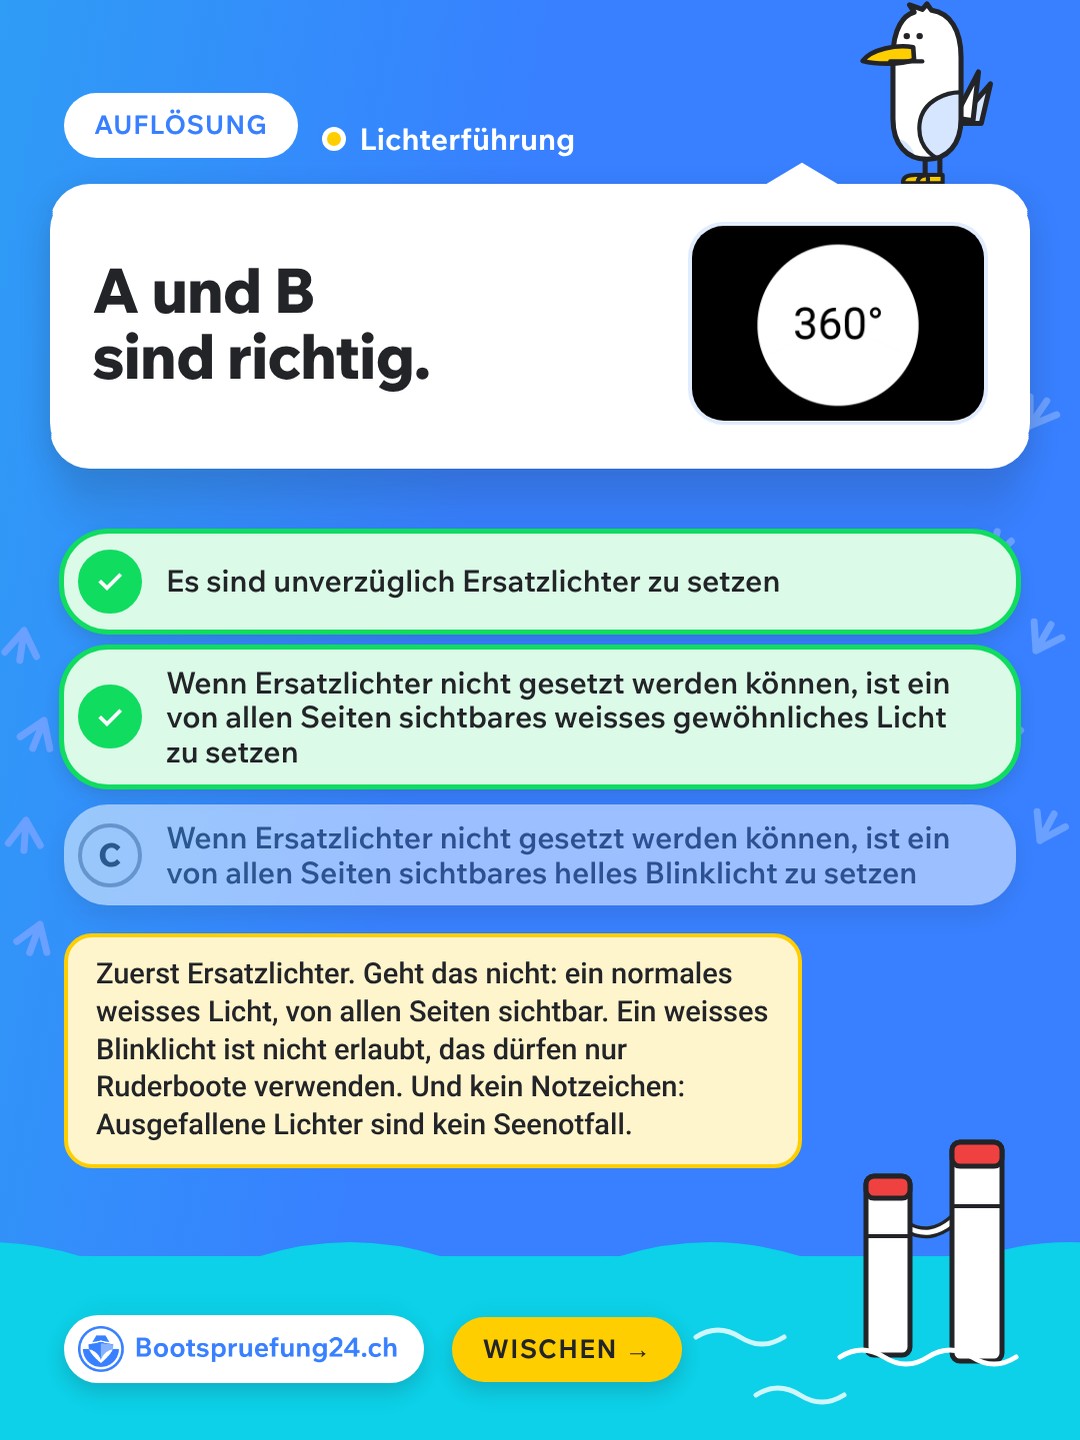 AUFLÖSUNG
Lichterführung
A und B
sind richtig.
360°
Es sind unverzüglich Ersatzlichter zu setzen
Wenn Ersatzlichter nicht gesetzt werden können, ist ein
von allen Seiten sichtbares weisses gewöhnliches Licht
zu setzen
C
Wenn Ersatzlichter nicht gesetzt werden können, ist ein
von allen Seiten sichtbares helles Blinklicht zu setzen
Zuerst Ersatzlichter. Geht das nicht: ein normales
weisses Licht, von allen Seiten sichtbar. Ein weisses
Blinklicht ist nicht erlaubt, das dürfen nur
Ruderboote verwenden. Und kein Notzeichen:
Ausgefallene Lichter sind kein Seenotfall.
Bootspruefung24.ch
WISCHEN →